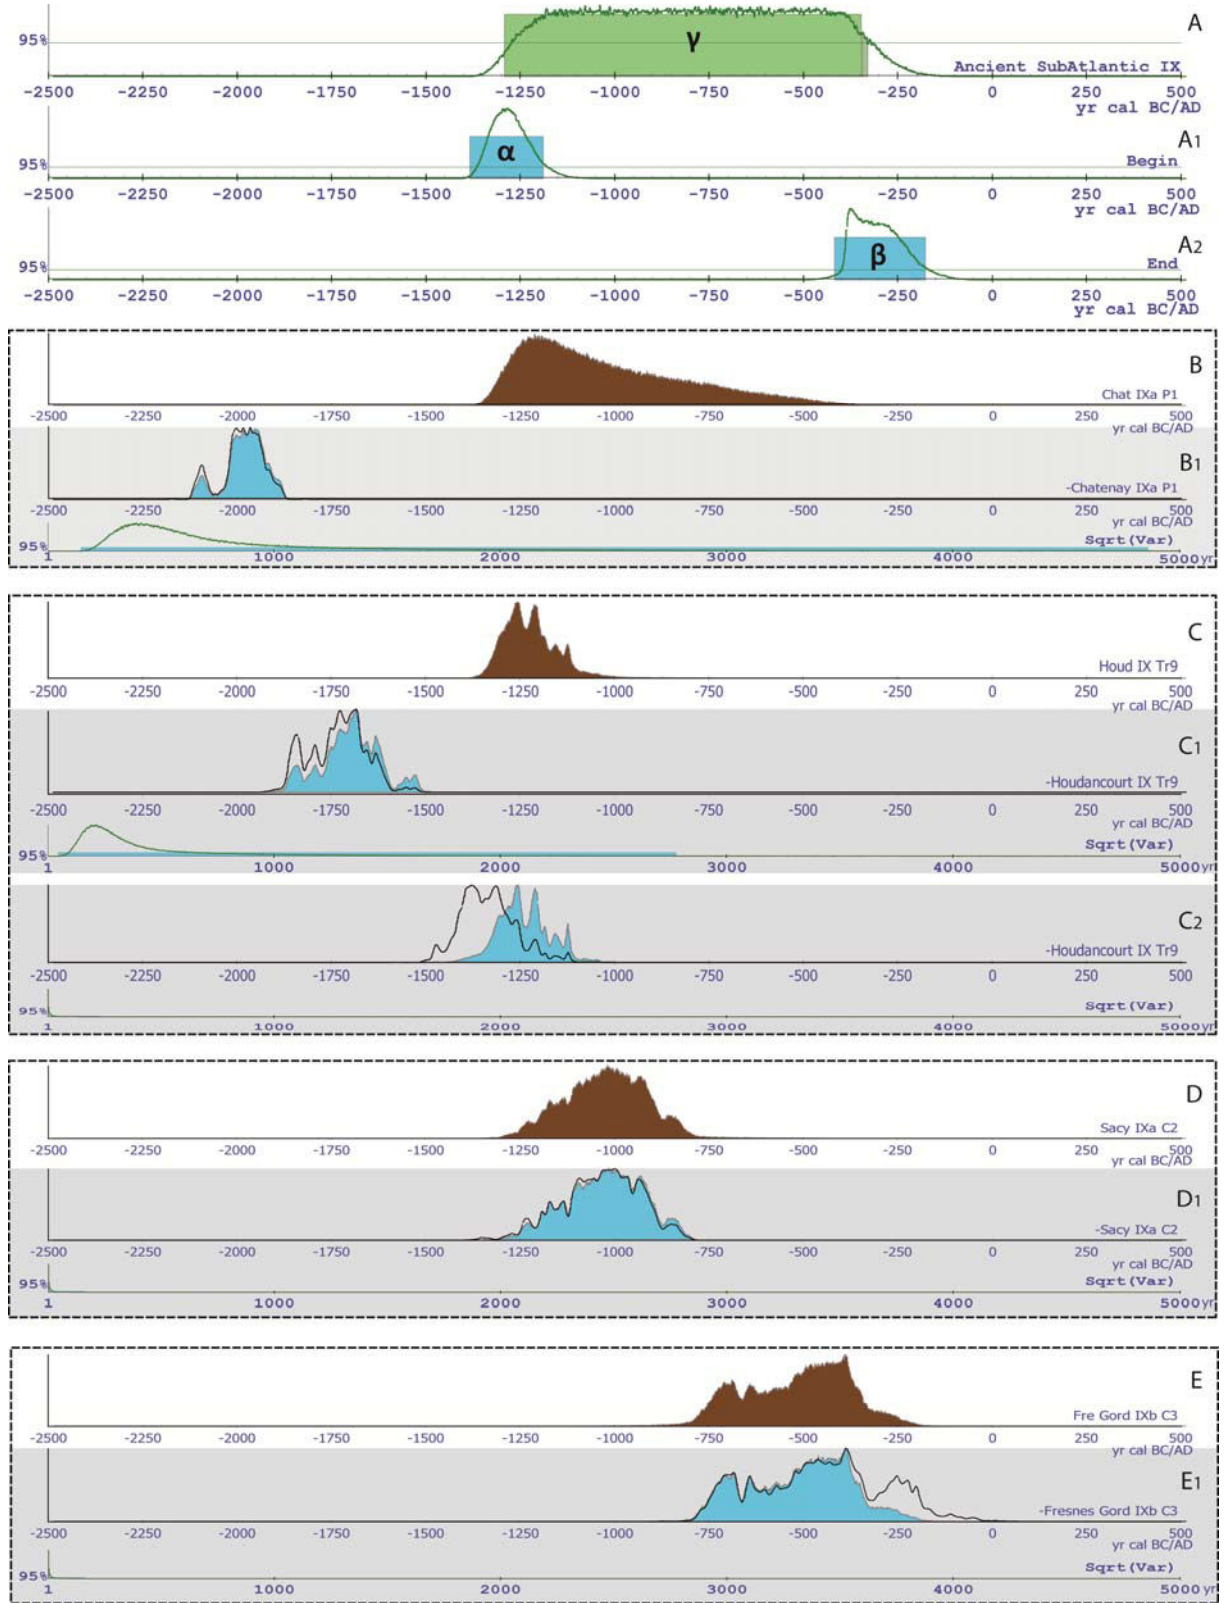 A
γ
95%
Ancient SubAtlantic IX
-2500 -2250 -2000 -1750 -1500 -1250 -1000 -750 -500 -250 0 250 500
yr cal BC/AD
A1
α
95%
Begin
-2500 -2250 -2000 -1750 -1500 -1250 -1000 -750 -500 -250 0 250 500
yr cal BC/AD
A2
β
95%
End
-2500 -2250 -2000 -1750 -1500 -1250 -1000 -750 -500 -250 0 250 500
yr cal BC/AD
B
Chat IXa P1
-2500 -2250 -2000 -1750 -1500 -1250 -1000 -750 -500 -250 0 250 500
yr cal BC/AD
B1
-Chatenay IXa P1
-2500 -2250 -2000 -1750 -1500 -1250 -1000 -750 -500 -250 0 250 500
yr cal BC/AD
Sqrt(Var)
95%
1 1000 2000 3000 4000 5000 yr
C
Houd IX Tr9
-2500 -2250 -2000 -1750 -1500 -1250 -1000 -750 -500 -250 0 250 500
yr cal BC/AD
C1
-Houdancourt IX Tr9
-2500 -2250 -2000 -1750 -1500 -1250 -1000 -750 -500 -250 0 250 500
yr cal BC/AD
Sqrt(Var)
95%
1 1000 2000 3000 4000 5000yr
C2
-Houdancourt IX Tr9
-2500 -2250 -2000 -1750 -1500 -1250 -1000 -750 -500 -250 0 250 500
yr cal BC/AD
Sqrt(Var)
95%
1 1000 2000 3000 4000 5000yr
D
Sacy IXa C2
-2500 -2250 -2000 -1750 -1500 -1250 -1000 -750 -500 -250 0 250 500
yr cal BC/AD
D1
-Sacy IXa C2
-2500 -2250 -2000 -1750 -1500 -1250 -1000 -750 -500 -250 0 250 500
yr cal BC/AD
Sqrt(Var)
95%
1 1000 2000 3000 4000 5000yr
E
Fre Gord IXb C3
-2500 -2250 -2000 -1750 -1500 -1250 -1000 -750 -500 -250 0 250 500
yr cal BC/AD
E1
-Fresnes Gord IXb C3
-2500 -2250 -2000 -1750 -1500 -1250 -1000 -750 -500 -250 0 250 500
yr cal BC/AD
Sqrt(Var)
95%
1 1000 2000 3000 4000 5000yr